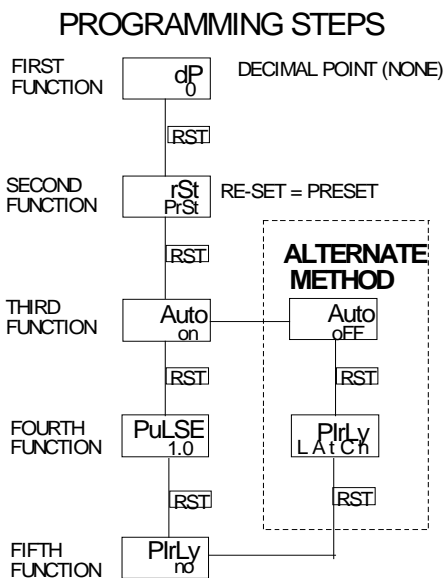 PROGRAMMING STEPS
FIRST
FUNCTION
dP
0
DECIMAL POINT (NONE)
RST
SECOND
FUNCTION
rSt
PrSt
RE-SET = PRESET
RST
ALTERNATE
METHOD
THIRD
FUNCTION
Auto
on
Auto
oFF
RST
RST
FOURTH
FUNCTION
PuLSE
1.0
PlrLy
LAtCh
RST
RST
FIFTH
FUNCTION
PlrLy
no